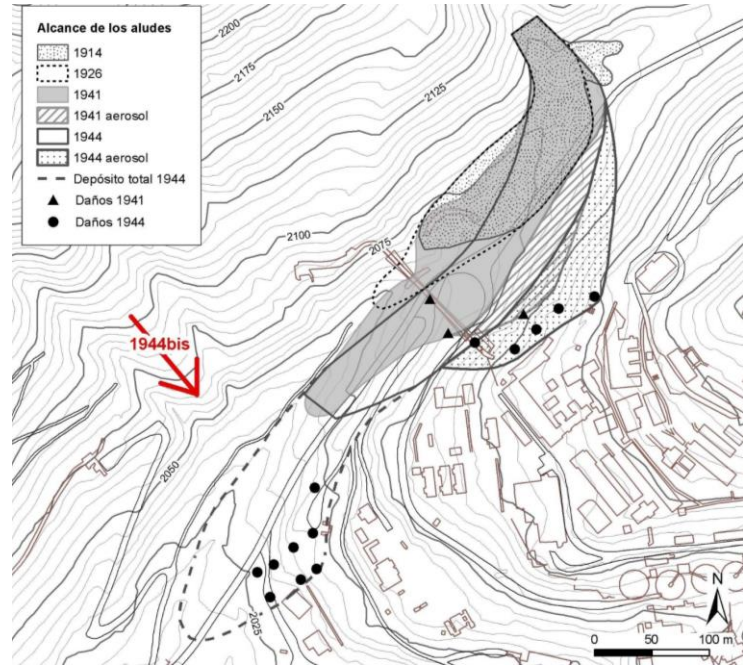 Alcance de los aludes
1914
1926
1941
1941 aerosol
1944
1944 aerosol
Depósito total 1944
Daños 1941
Daños 1944
2200
2175
2150
2125
2100
2075
1944bis
2050
2025
N
0 50 100 m